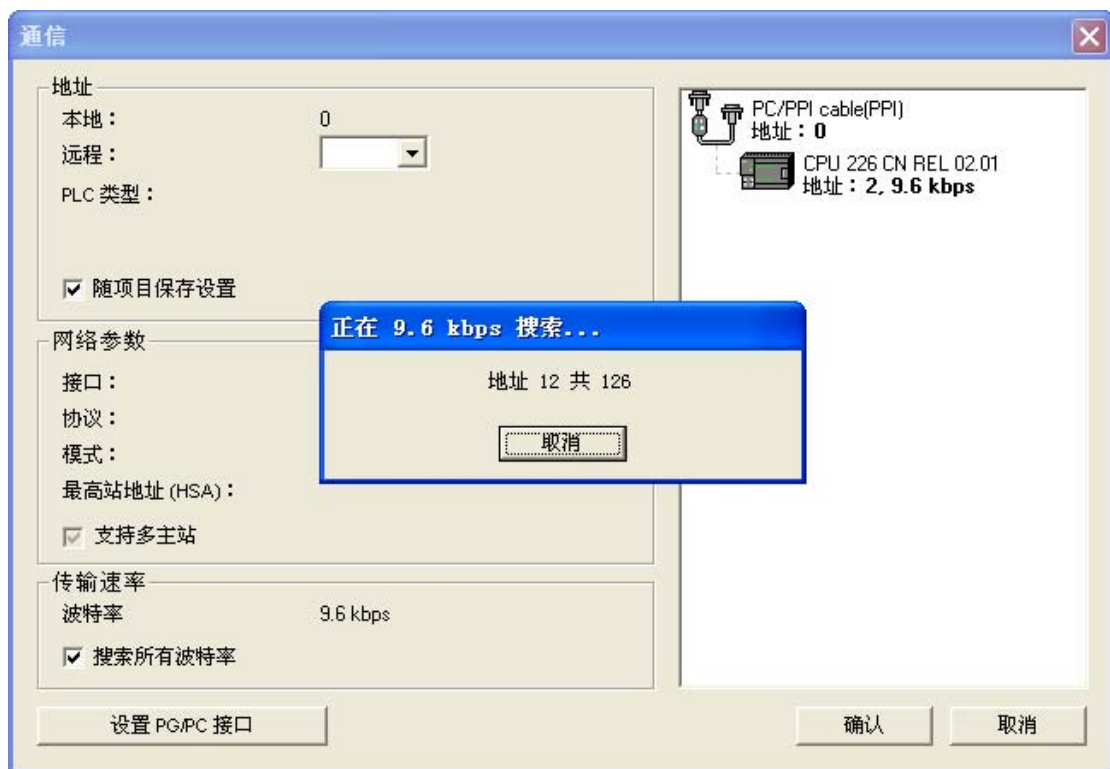 通信
地址
本地： 0
远程：
PLC 类型：
随项目保存设置
网络参数
接口：
协议：
模式：
最高站地址 (HSA)：
支持多主站
传输速率
波特率 9.6 kbps
搜索所有波特率
设置 PG/PC 接口
正在 9.6 kbps 搜索...
地址 12 共 126
取消
PC/PPI cable(PPI)
地址：0
CPU 226 CN REL 02.01
地址：2, 9.6 kbps
确认
取消